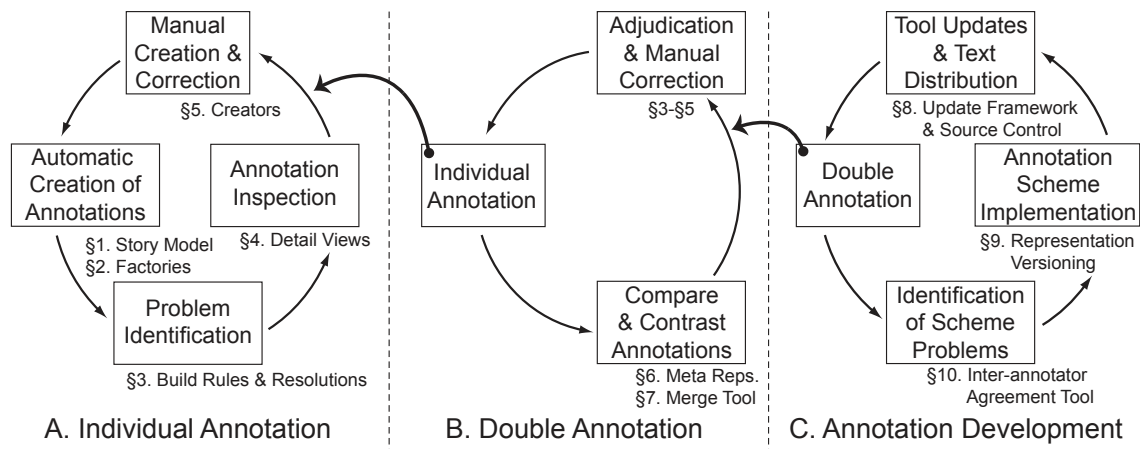 Manual
Creation &
Correction
§5. Creators
Automatic
Creation of
Annotations
§1. Story Model
§2. Factories
Annotation
Inspection
§4. Detail Views
Problem
Identification
§3. Build Rules & Resolutions
A. Individual Annotation
Adjudication
& Manual
Correction
§3-§5
Individual
Annotation
Compare
& Contrast
Annotations
§6. Meta Reps.
§7. Merge Tool
B. Double Annotation
Tool Updates
& Text
Distribution
§8. Update Framework
& Source Control
Double
Annotation
Annotation
Scheme
Implementation
§9. Representation
Versioning
Identification
of Scheme
Problems
§10. Inter-annotator
Agreement Tool
C. Annotation Development